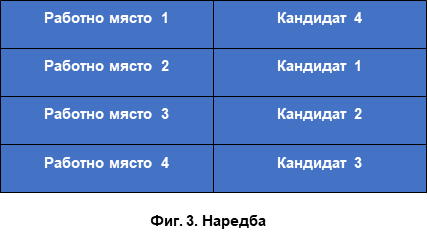 Работно място 1 Кандидат 4
Работно място 2 Кандидат 1
Работно място 3 Кандидат 2
Работно място 4 Кандидат 3
Фиг. 3. Наредба